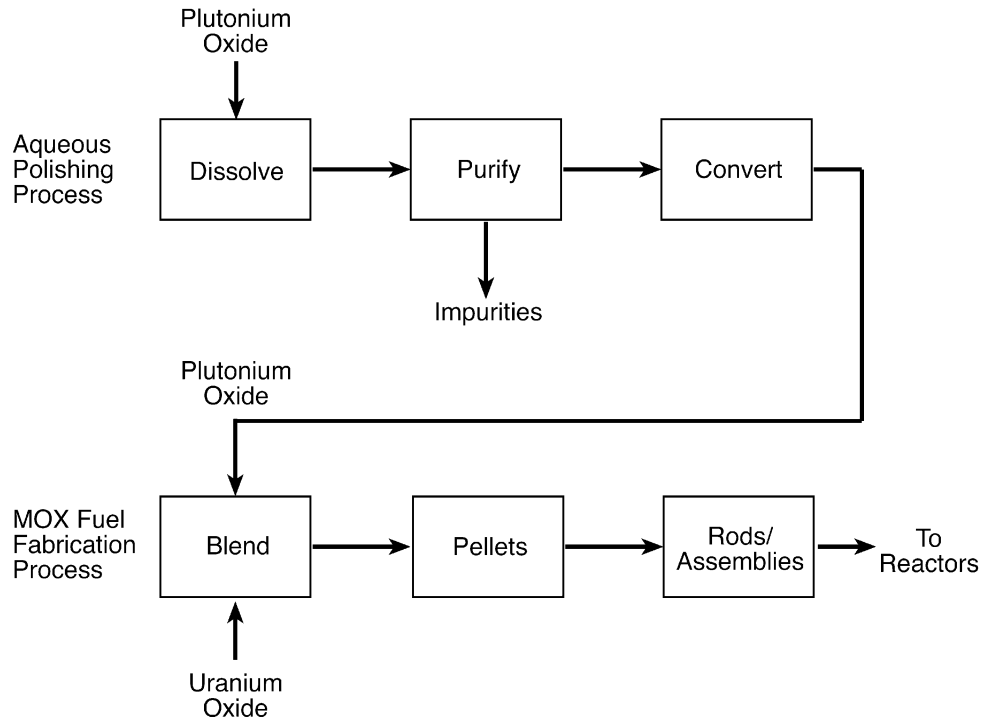 Plutonium
Oxide
Aqueous
Polishing
Process
Dissolve
Purify
Convert
Impurities
Plutonium
Oxide
MOX Fuel
Fabrication
Process
Blend
Pellets
Rods/
Assemblies
To
Reactors
Uranium
Oxide